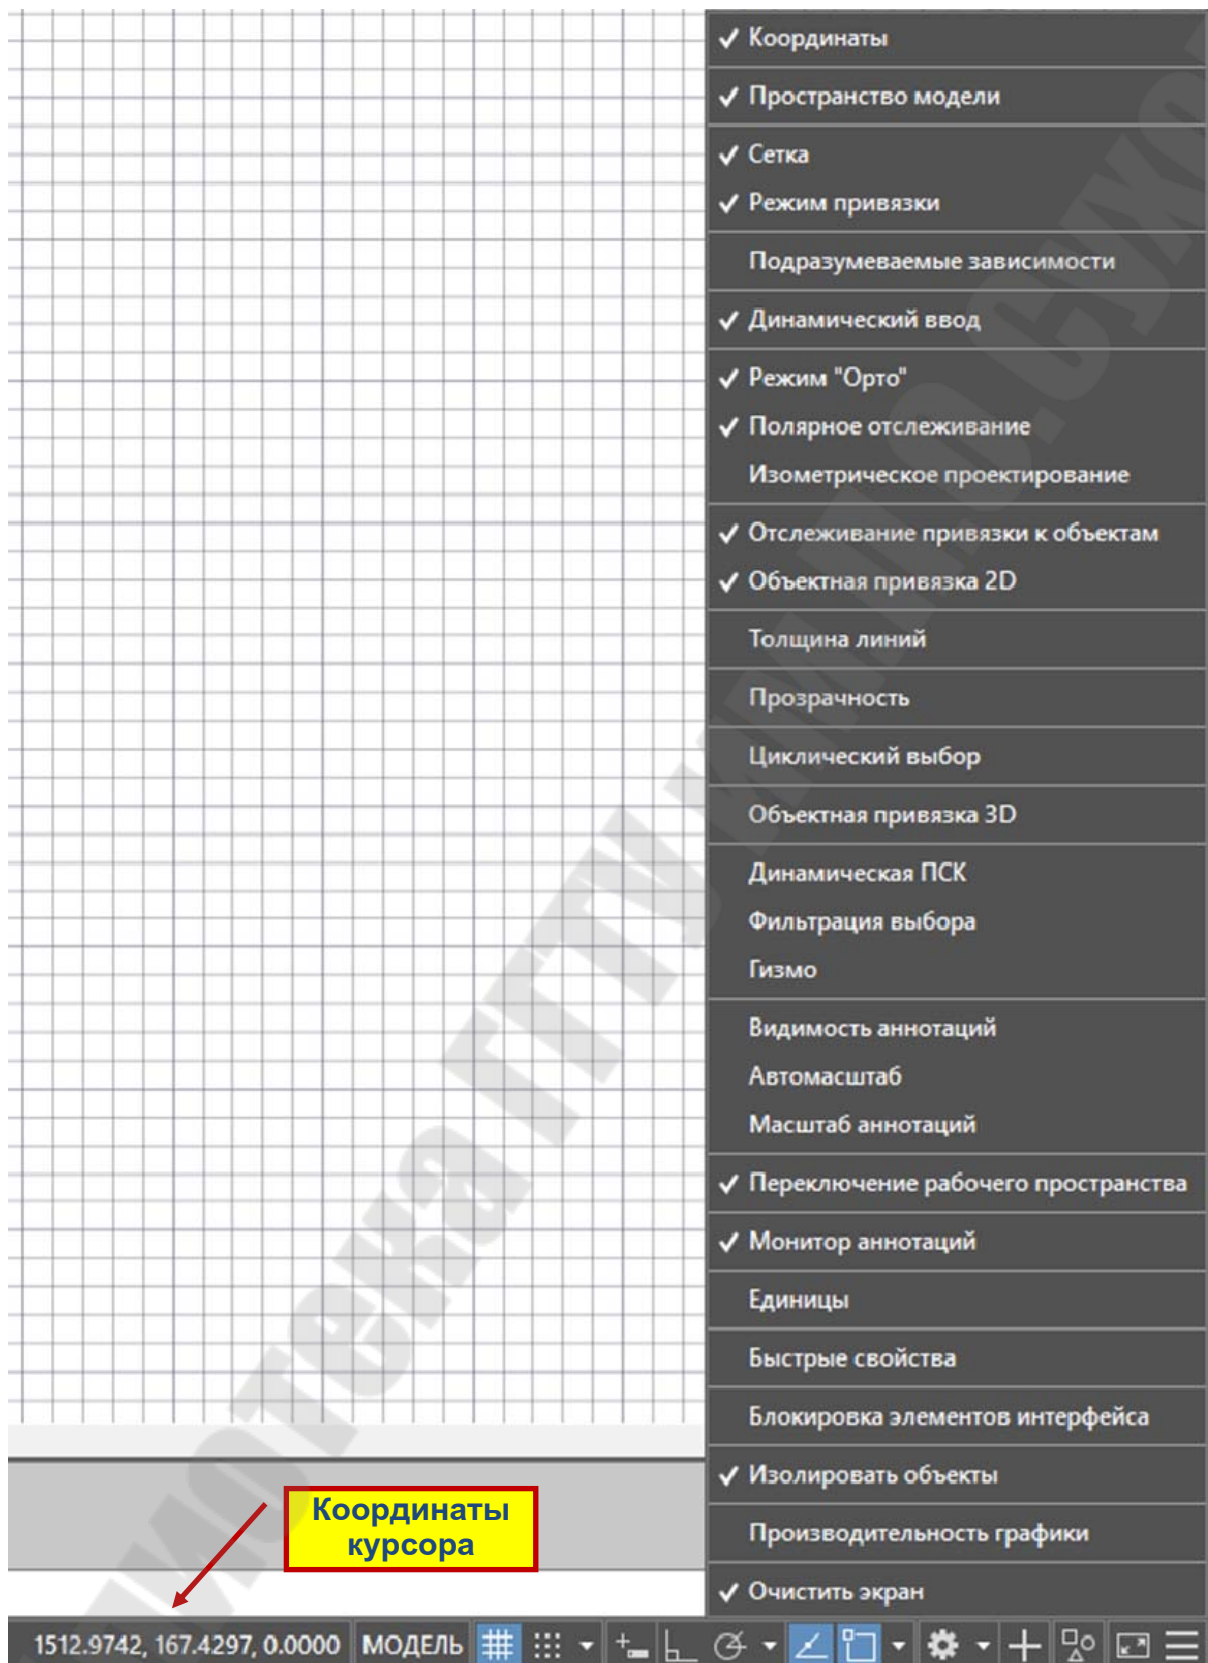 Координаты
Пространство модели
Сетка
Режим привязки
Подразумеваемые зависимости
Динамический ввод
Режим "Орто"
Полярное отслеживание
Изометрическое проектирование
Отслеживание привязки к объектам
Объектная привязка 2D
Толщина линий
Прозрачность
Циклический выбор
Объектная привязка 3D
Динамическая ПСК
Фильтрация выбора
Гизмо
Видимость аннотаций
Автомасштаб
Масштаб аннотаций
Переключение рабочего пространства
Монитор аннотаций
Единицы
Быстрые свойства
Блокировка элементов интерфейса
Изолировать объекты
Производительность графики
Очистить экран
Координаты
курсора
1512.9742, 167.4297, 0.0000 МОДЕЛЬ